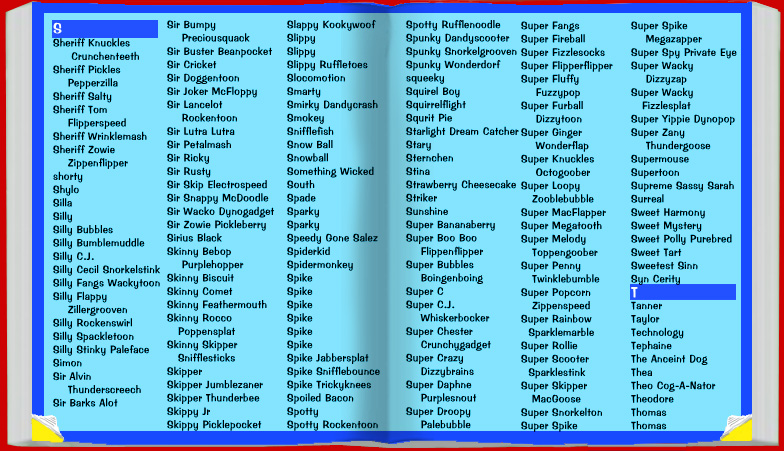 S
Sheriff Knuckles
Crunchenteeth
Sheriff Pickles
Pepperzilla
Sheriff Salty
Sheriff Tom
Flipperspeed
Sheriff Wrinklemash
Sheriff Zowie
Zippenflipper
shorty
Shylo
Silla
Silly
Silly Bubbles
Silly Bumblemuddle
Silly C.J.
Silly Cecil Snorkelstink
Silly Fangs Wackytoon
Silly Flappy
Zillergrooven
Silly Rockenswirl
Silly Spackletoon
Silly Stinky Paleface
Simon
Sir Alvin
Thunderscreech
Sir Barks Alot
Sir Bumpy
Preciousquack
Sir Buster Beanpocket
Sir Cricket
Sir Doggentoon
Sir Joker McFloppy
Sir Lancelot
Rockentoon
Sir Lutra Lutra
Sir Petalmash
Sir Ricky
Sir Rusty
Sir Skip Electrospeed
Sir Snappy McDoodle
Sir Wacko Dynogadget
Sir Zowie Pickleberry
Sirius Black
Skinny Bebop
Purplehopper
Skinny Biscuit
Skinny Comet
Skinny Feathermouth
Skinny Rocco
Poppensplat
Skinny Skipper
Snifflesticks
Skipper
Skipper Jumblezaner
Skipper Thunderbee
Skippy Jr
Skippy Picklepocket
Slappy Kookywoof
Slippy
Slippy
Slippy Ruffletoes
Slocomotion
Smarty
Smirky Dandycrash
Smokey
Snifflefish
Snow Ball
Snowball
Something Wicked
South
Spade
Sparky
Sparky
Speedy Gone Salez
Spiderkid
Spidermonkey
Spike
Spike
Spike
Spike
Spike
Spike
Spike Jabbersplat
Spike Snifflebounce
Spike Trickyknees
Spoiled Bacon
Spotty
Spotty Rockentoon
Spotty Rufflenoodle
Spunky Dandyscooter
Spunky Snorkelgrooven
Spunky Wonderdorf
squeeky
Squirel Boy
Squirrelflight
Squrit Pie
Starlight Dream Catcher
Stary
Sternchen
Stina
Strawberry Cheesecake
Striker
Sunshine
Super Bananaberry
Super Boo Boo
Flippenflipper
Super Bubbles
Boingenboing
Super C
Super C.J.
Whiskerbocker
Super Chester
Crunchygadget
Super Crazy
Dizzybrains
Super Daphne
Purplesnout
Super Droopy
Palebubble
Super Fangs
Super Fireball
Super Fizzlesocks
Super Flipperflipper
Super Fluffy
Fuzzypop
Super Furball
Dizzytoon
Super Ginger
Wonderflap
Super Knuckles
Octogoober
Super Loopy
Zooblebubble
Super MacFlapper
Super Megatooth
Super Melody
Toppengoober
Super Penny
Twinklebumble
Super Popcorn
Zippenspeed
Super Rainbow
Sparklemarble
Super Rollie
Super Scooter
Sparklestink
Super Skipper
MacGoose
Super Snorkelton
Super Spike
Super Spike
Megazapper
Super Spy Private Eye
Super Wacky
Dizzyzap
Super Wacky
Fizzlesplat
Super Yippie Dynopop
Super Zany
Thundergoose
Supermouse
Supertoon
Supreme Sassy Sarah
Surreal
Sweet Harmony
Sweet Mystery
Sweet Polly Purebred
Sweet Tart
Sweetest Sinn
Syn Cerity
T
Tanner
Taylor
Technology
Tephaine
The Anceint Dog
Thea
Theo Cog-A-Nator
Theodore
Thomas
Thomas